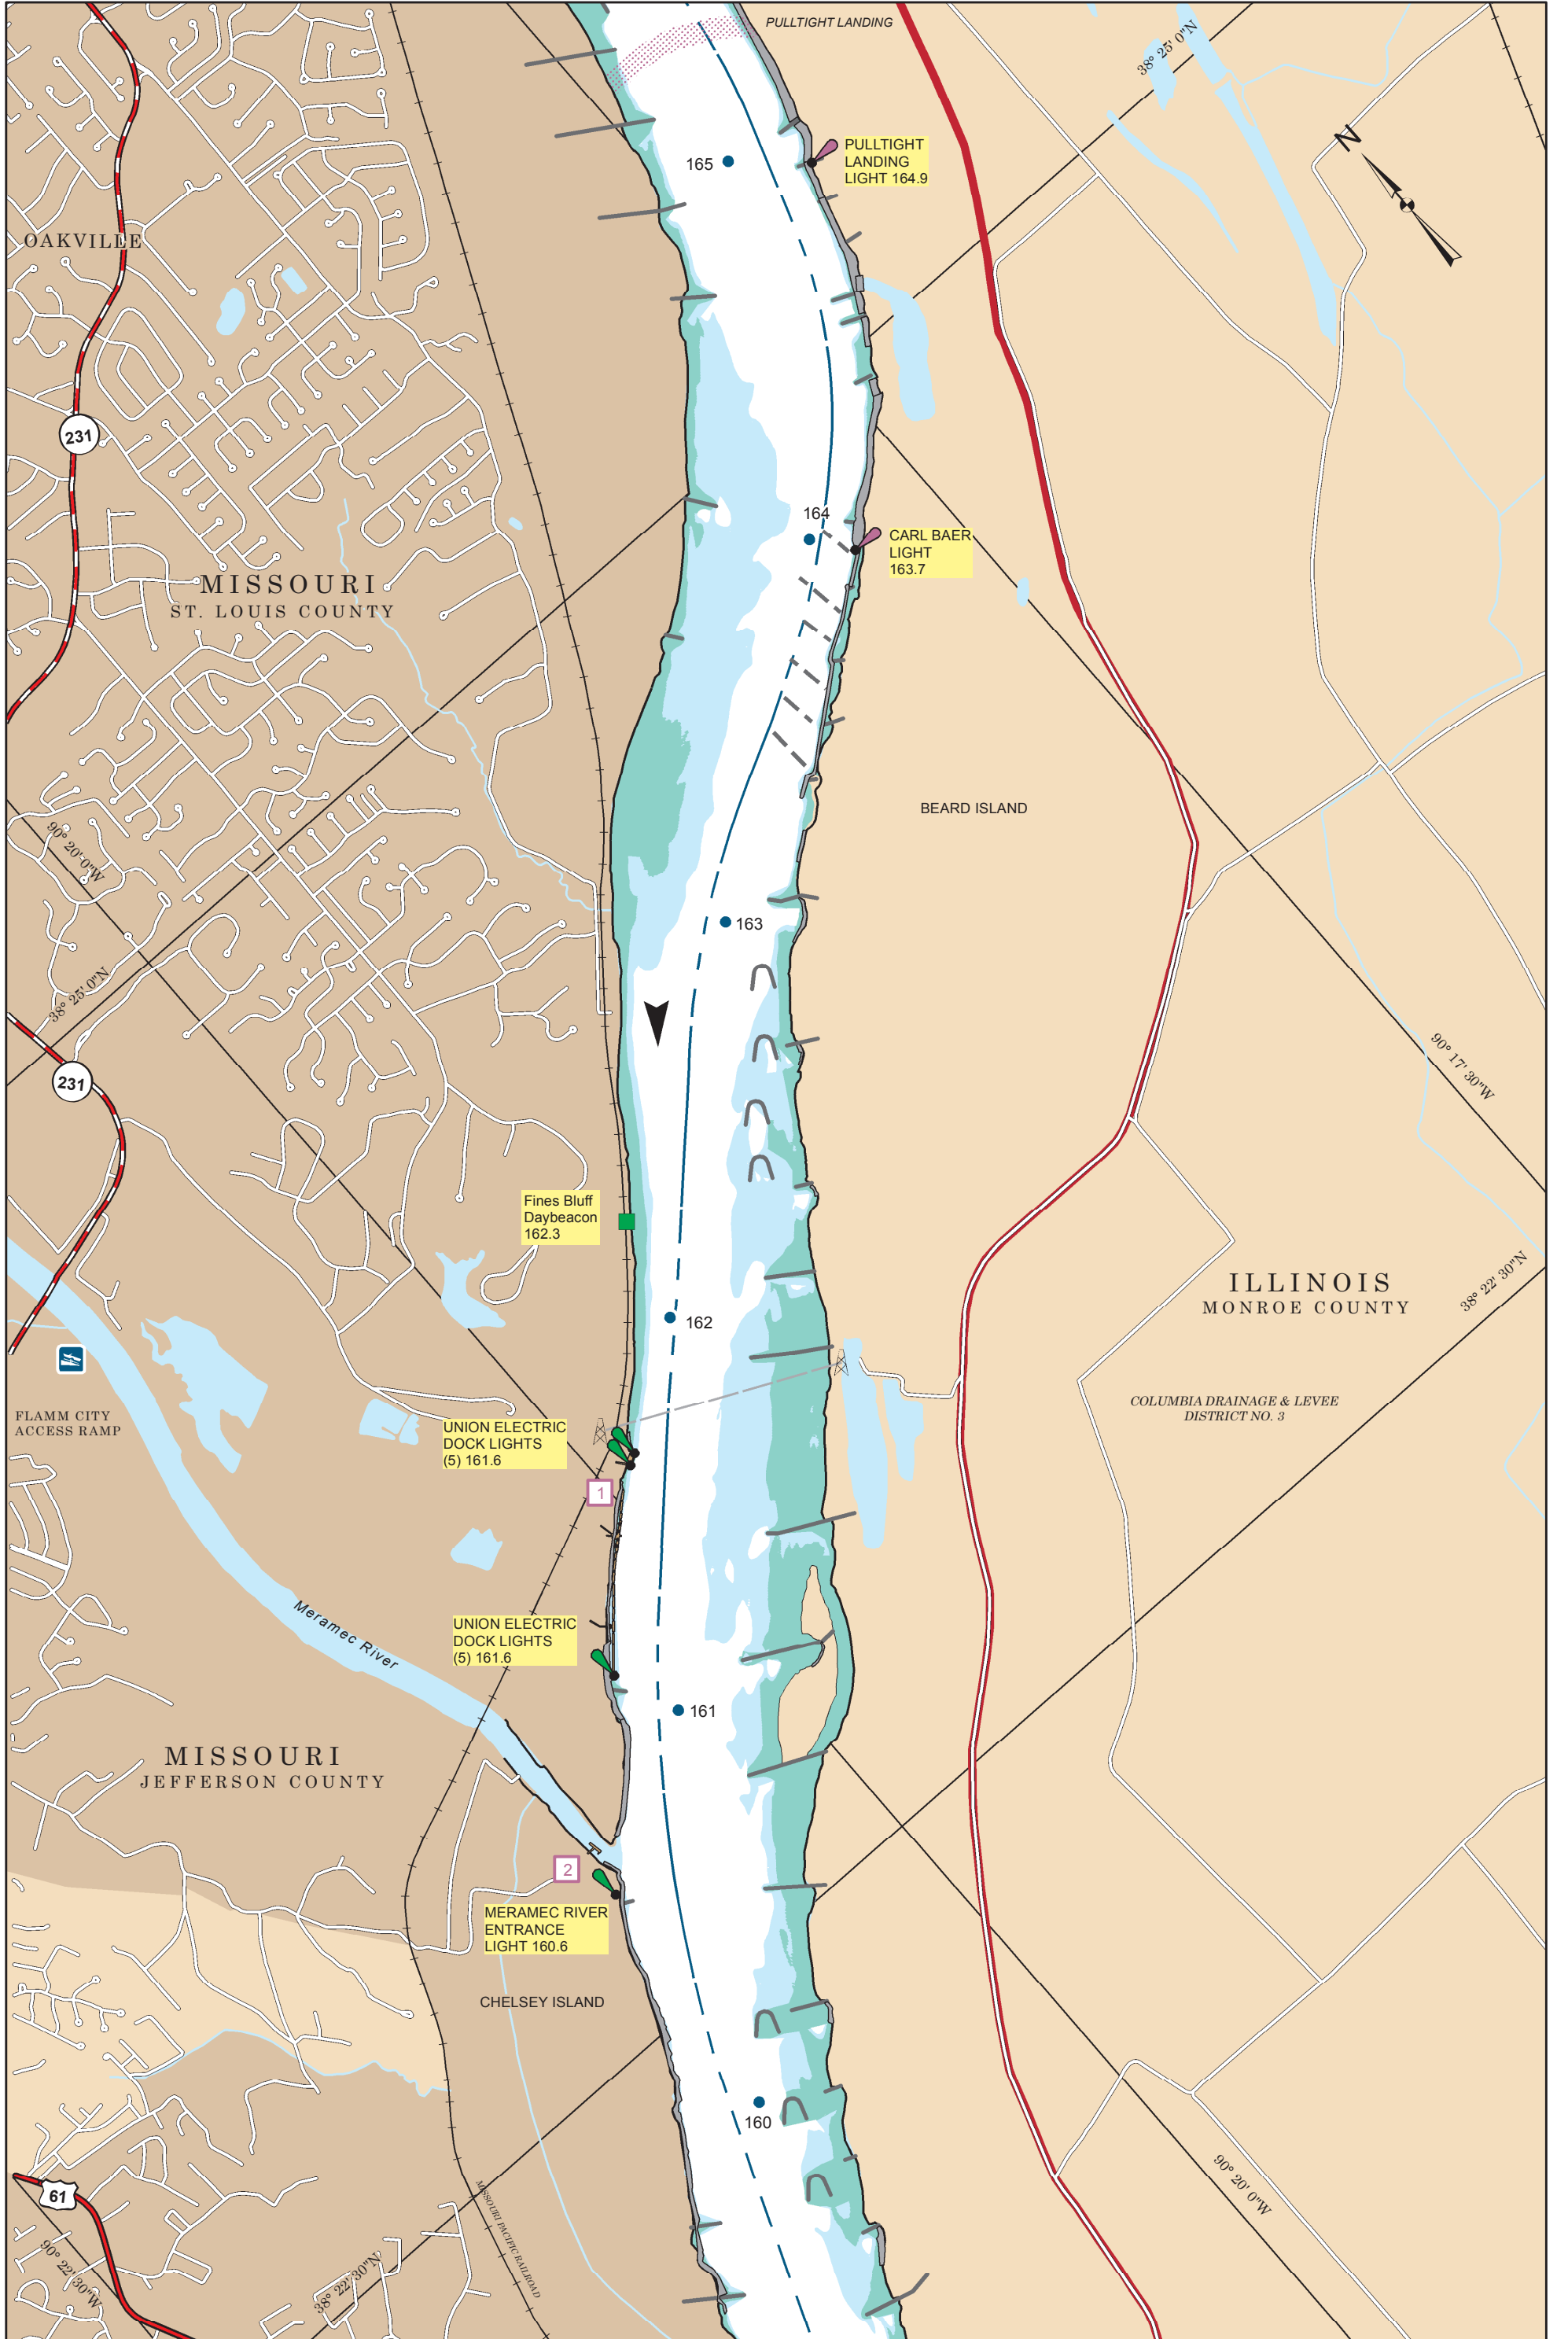 PULLTIGHT LANDING
38° 25' 0"N
N
165
PULLTIGHT
LANDING
LIGHT 164.9
OAKVILLE
231
164
CARL BAER
LIGHT
163.7
MISSOURI
ST. LOUIS COUNTY
BEARD ISLAND
90° 20' 0"W
163
38° 25' 0"N
231
90° 17' 30"W
Fines Bluff
Daybeacon
162.3
ILLINOIS
MONROE COUNTY
38° 22' 30"N
162
FLAMM CITY
ACCESS RAMP
COLUMBIA DRAINAGE & LEVEE
DISTRICT NO. 3
UNION ELECTRIC
DOCK LIGHTS
(5) 161.6
1
Meramec River
UNION ELECTRIC
DOCK LIGHTS
(5) 161.6
161
MISSOURI
JEFFERSON COUNTY
2
MERAMEC RIVER
ENTRANCE
LIGHT 160.6
CHELSEY ISLAND
160
61
90° 20' 0"W
MISSOURI PACIFIC RAILROAD
90° 22' 30"W
38° 22' 30"N